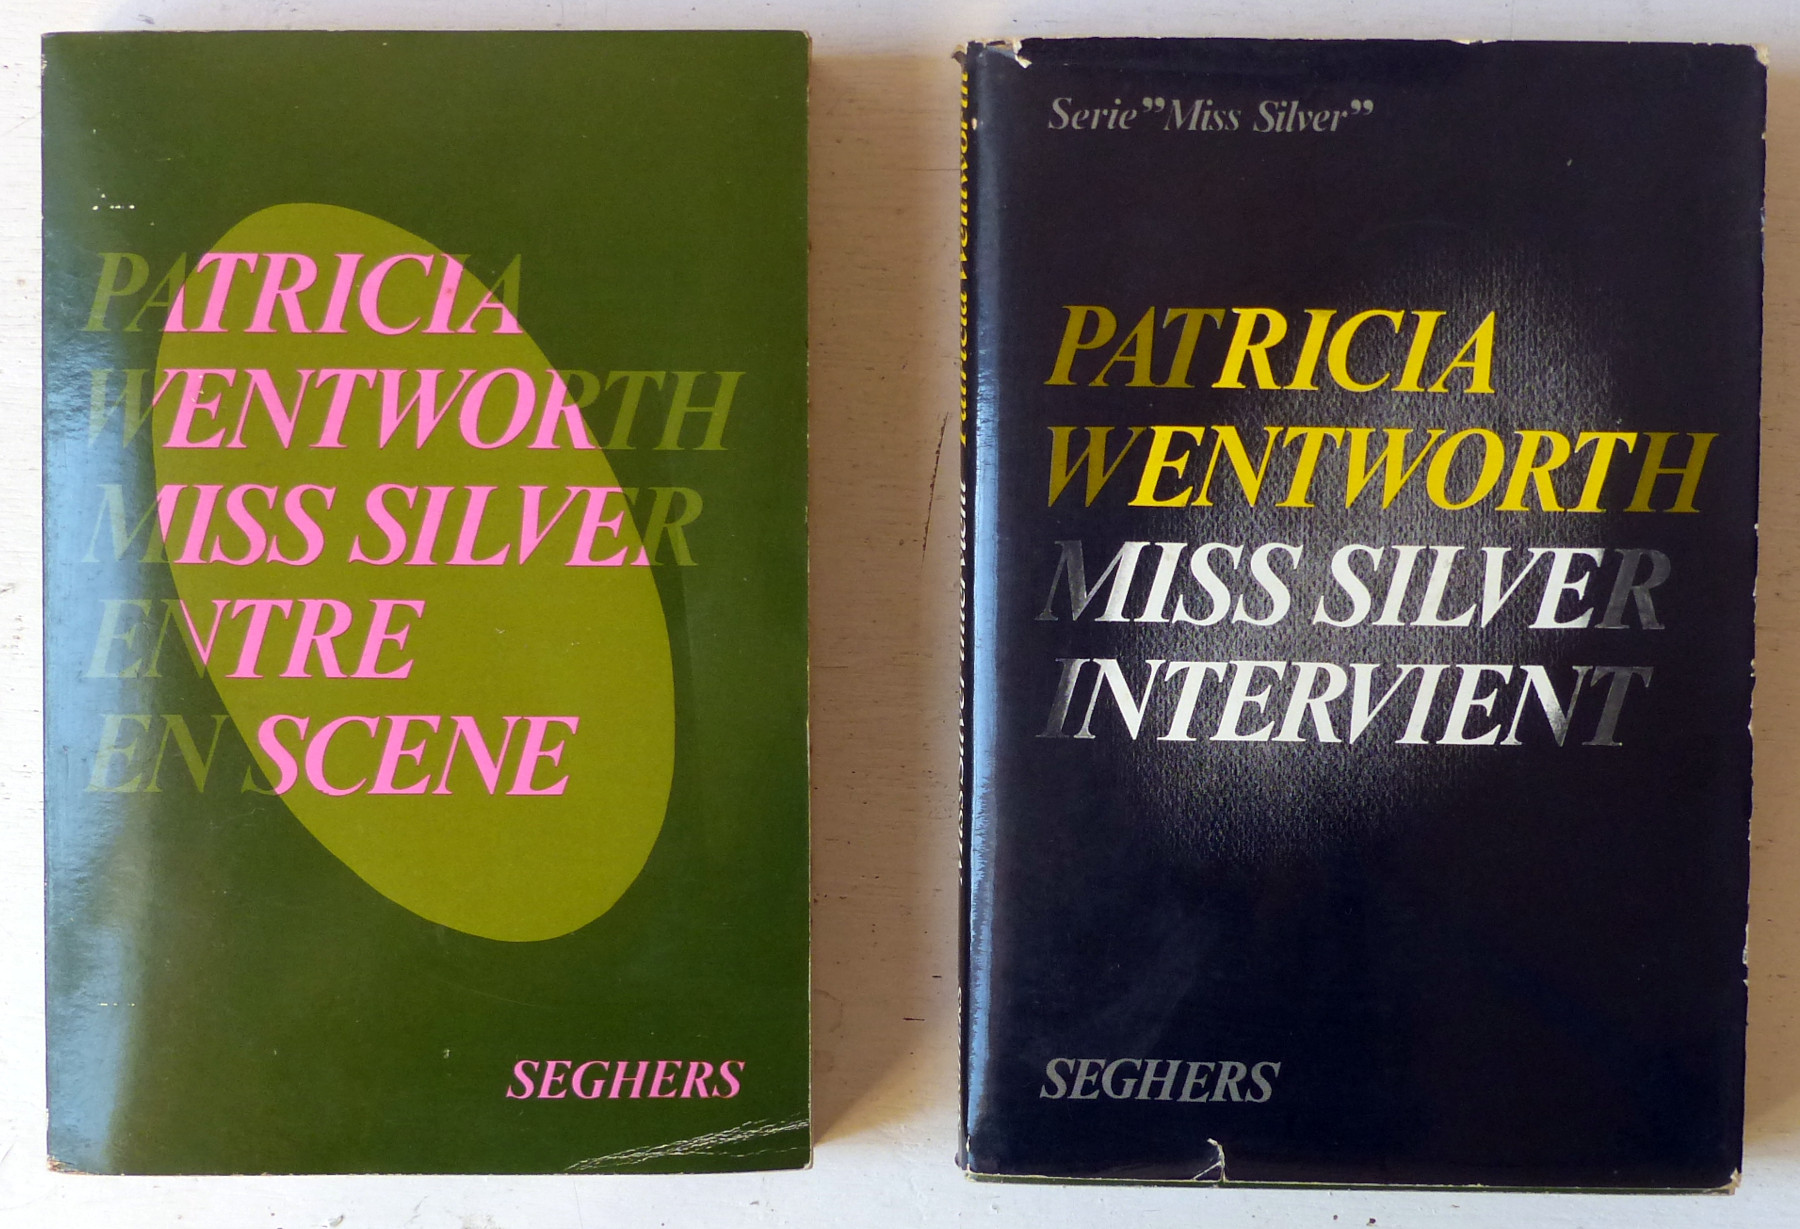 PATRICIA
WENTWORTH
MISS SILVER
ENTRE
EN SCENE
SEGHERS
Serie”Miss Silver”
PATRICIA
WENTWORTH
MISS SILVER
INTERVIENT
SEGHERS